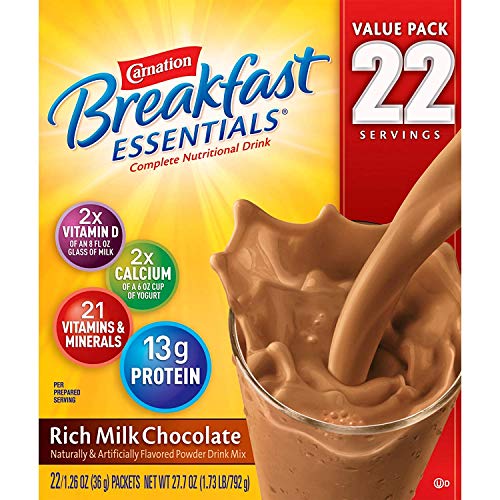 VALUE PACK
22
SERVINGS
Carnation
Breakfast
ESSENTIALS®
Complete Nutritional Drink
2x
VITAMIN D
OF AN 8 FL OZ
GLASS OF MILK
2x
CALCIUM
OF A 6 OZ CUP
OF YOGURT
21
VITAMINS &
MINERALS
13g
PROTEIN
PER
PREPARED
SERVING
Rich Milk Chocolate
Naturally & Artificially Flavored Powder Drink Mix
22/1.26 OZ (36 g) PACKETS NET WT 27.7 OZ (1.73 LB/792 g)
U D